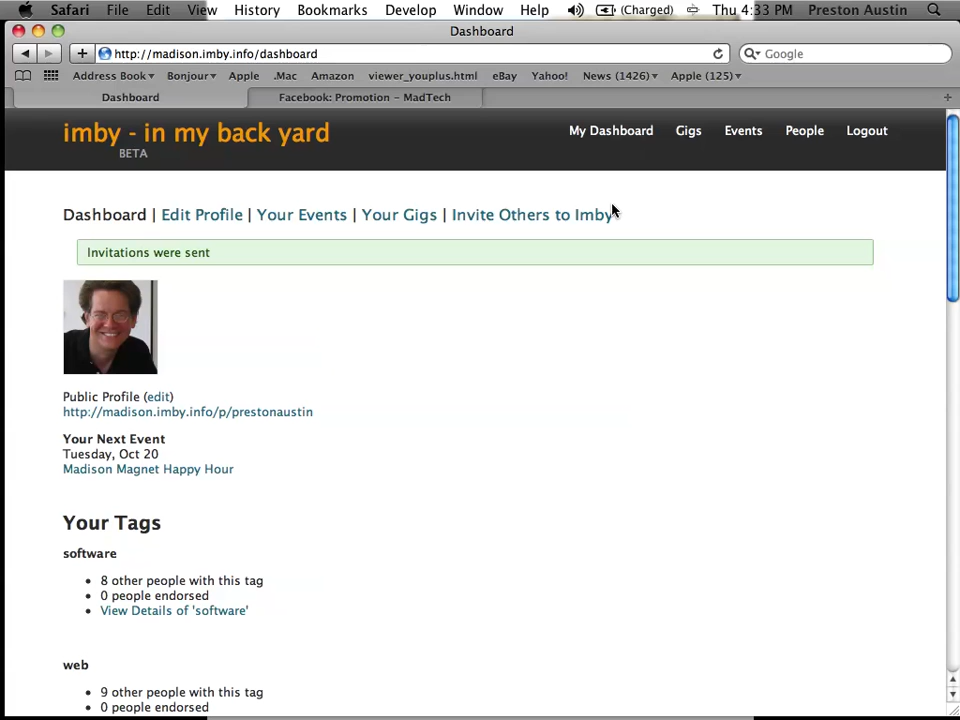 Safari File Edit View History Bookmarks Develop Window Help (Charged) Thu 4:33 PM Preston Austin
Dashboard
http://madison.imby.info/dashboard Google
Address Book Bonjour Apple .Mac Amazon viewer_youplus.html eBay Yahoo! News (1426) Apple (125)
Dashboard Facebook: Promotion - MadTech
imby - in my back yard My Dashboard Gigs Events People Logout
BETA
Dashboard | Edit Profile | Your Events | Your Gigs | Invite Others to Imby
Invitations were sent
Public Profile (edit)
http://madison.imby.info/p/prestonaustin
Your Next Event
Tuesday, Oct 20
Madison Magnet Happy Hour
Your Tags
software
• 8 other people with this tag
• 0 people endorsed
• View Details of 'software'
web
• 9 other people with this tag
• 0 people endorsed